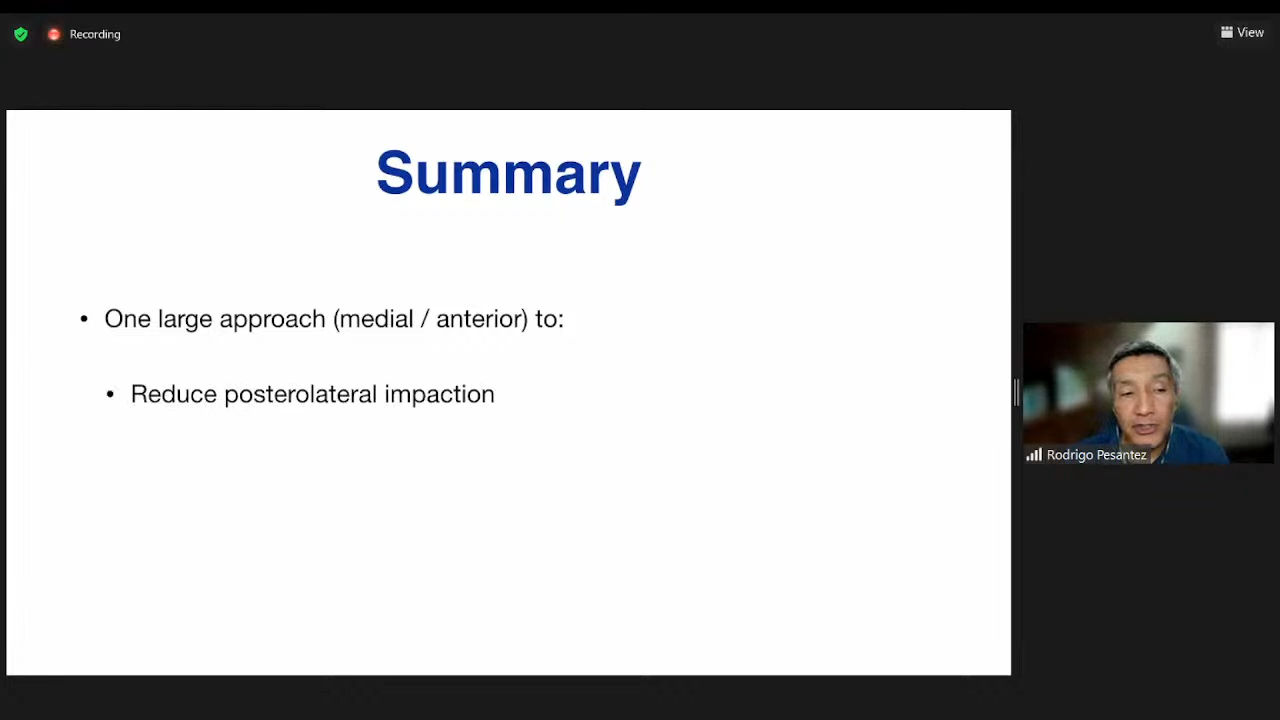 Recording
View
Summary
• One large approach (medial / anterior) to:
• Reduce posterolateral impaction
Rodrigo Pesantez